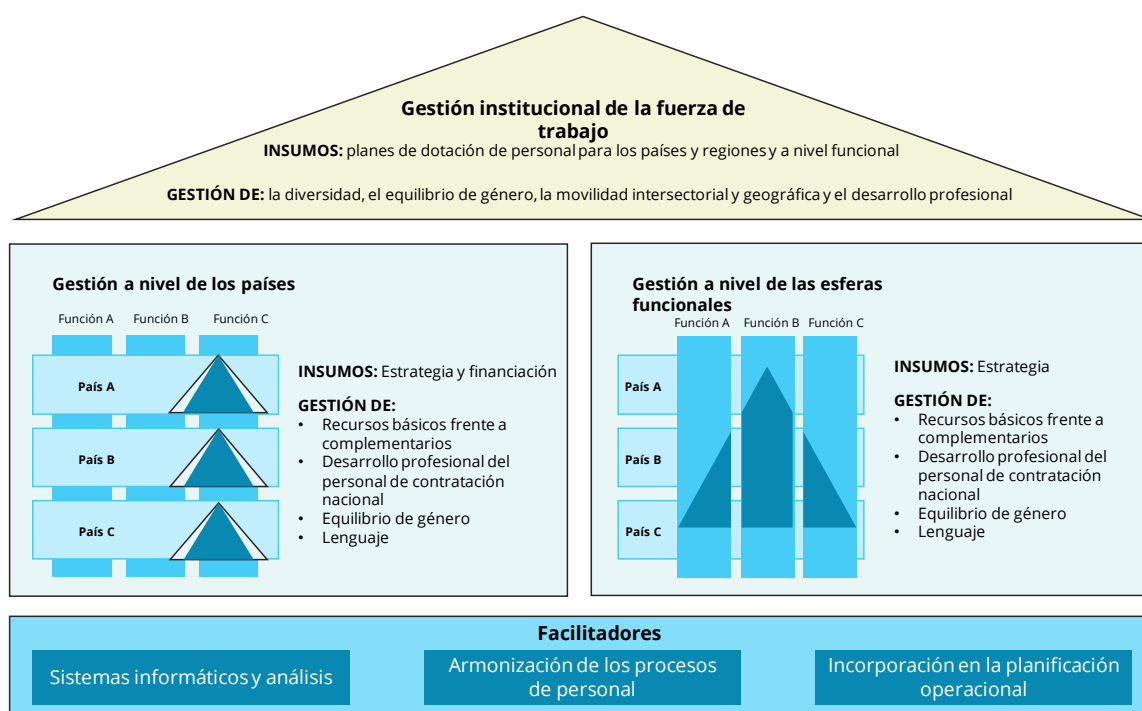 Gestión institucional de la fuerza de
trabajo
INSUMOS: planes de dotación de personal para los países y regiones y a nivel funcional
GESTIÓN DE: la diversidad, el equilibrio de género, la movilidad intersectorial y geográfica y el desarrollo profesional
Gestión a nivel de los países
Función A Función B Función C
País A
País B
País C
INSUMOS: Estrategia y financiación
GESTIÓN DE:
• Recursos básicos frente a
complementarios
• Desarrollo profesional del
personal de contratación
nacional
• Equilibrio de género
• Lenguaje
Gestión a nivel de las esferas
funcionales
Función A Función B Función C
País A
País B
País C
INSUMOS: Estrategia
GESTIÓN DE:
• Recursos básicos frente a
complementarios
• Desarrollo profesional del
personal de contratación
nacional
• Equilibrio de género
• Lenguaje
Facilitadores
Sistemas informáticos y análisis
Armonización de los procesos
de personal
Incorporación en la planificación
operacional